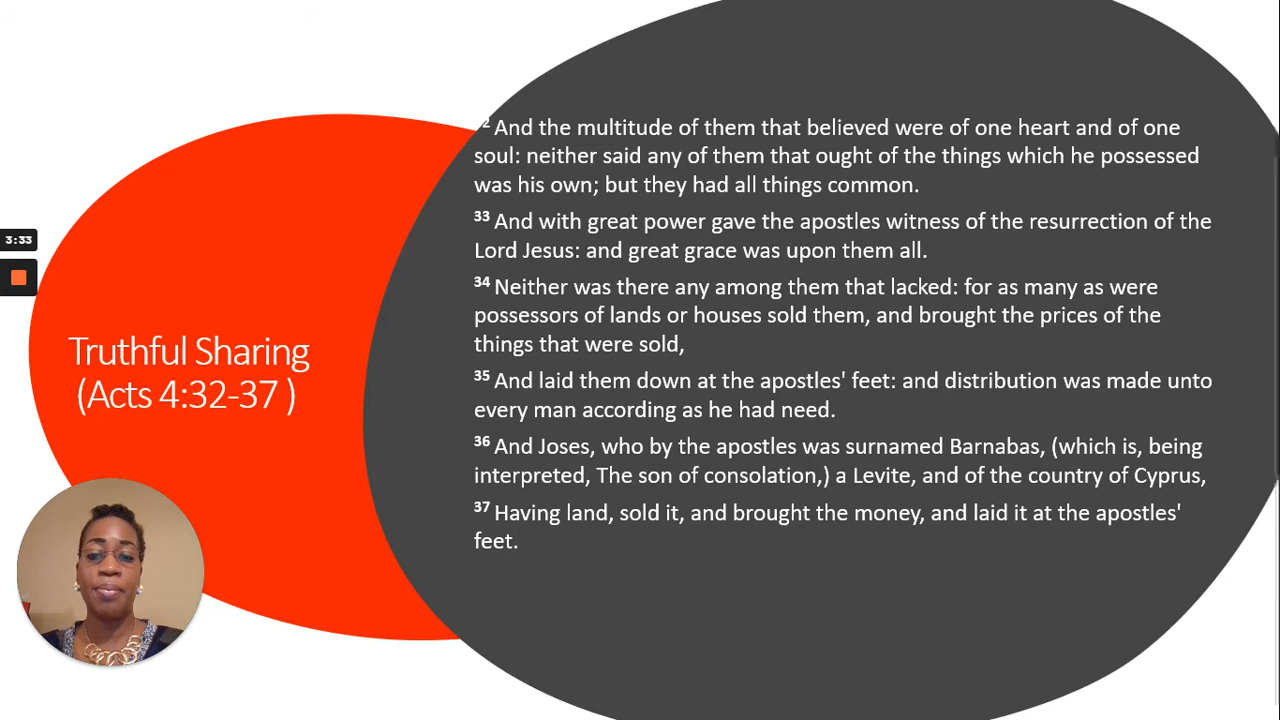 2 And the multitude of them that believed were of one heart and of one
soul: neither said any of them that ought of the things which he possessed
was his own; but they had all things common.
33 And with great power gave the apostles witness of the resurrection of the
Lord Jesus: and great grace was upon them all.
34 Neither was there any among them that lacked: for as many as were
possessors of lands or houses sold them, and brought the prices of the
things that were sold,
35 And laid them down at the apostles' feet: and distribution was made unto
every man according as he had need.
36 And Joses, who by the apostles was surnamed Barnabas, (which is, being
interpreted, The son of consolation,) a Levite, and of the country of Cyprus,
37 Having land, sold it, and brought the money, and laid it at the apostles'
feet.
3:33
Truthful Sharing
(Acts 4:32-37 )